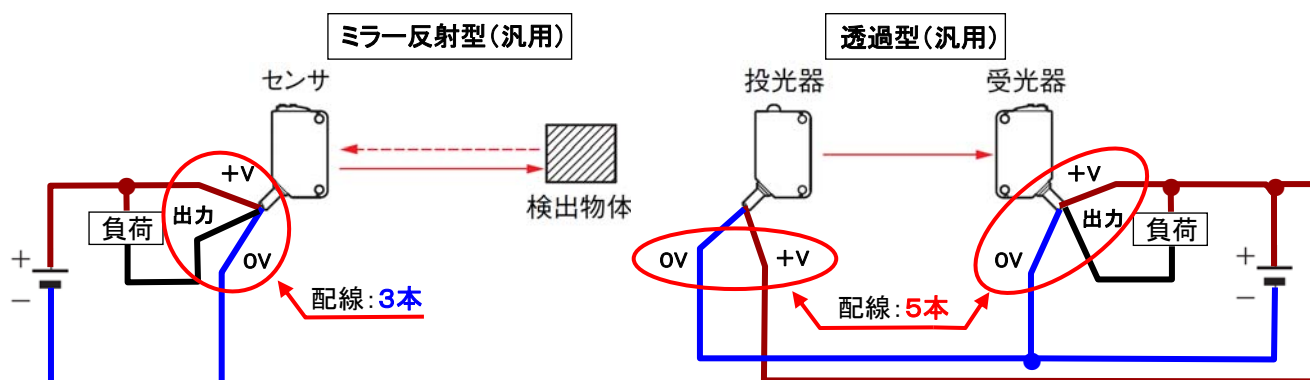 ミラー反射型(汎用)
センサ
+V
出力
負荷
0V
+
−
検出物体
配線:3本
透過型(汎用)
投光器
受光器
0V
+V
+V
出力
負荷
0V
+
−
配線:5本